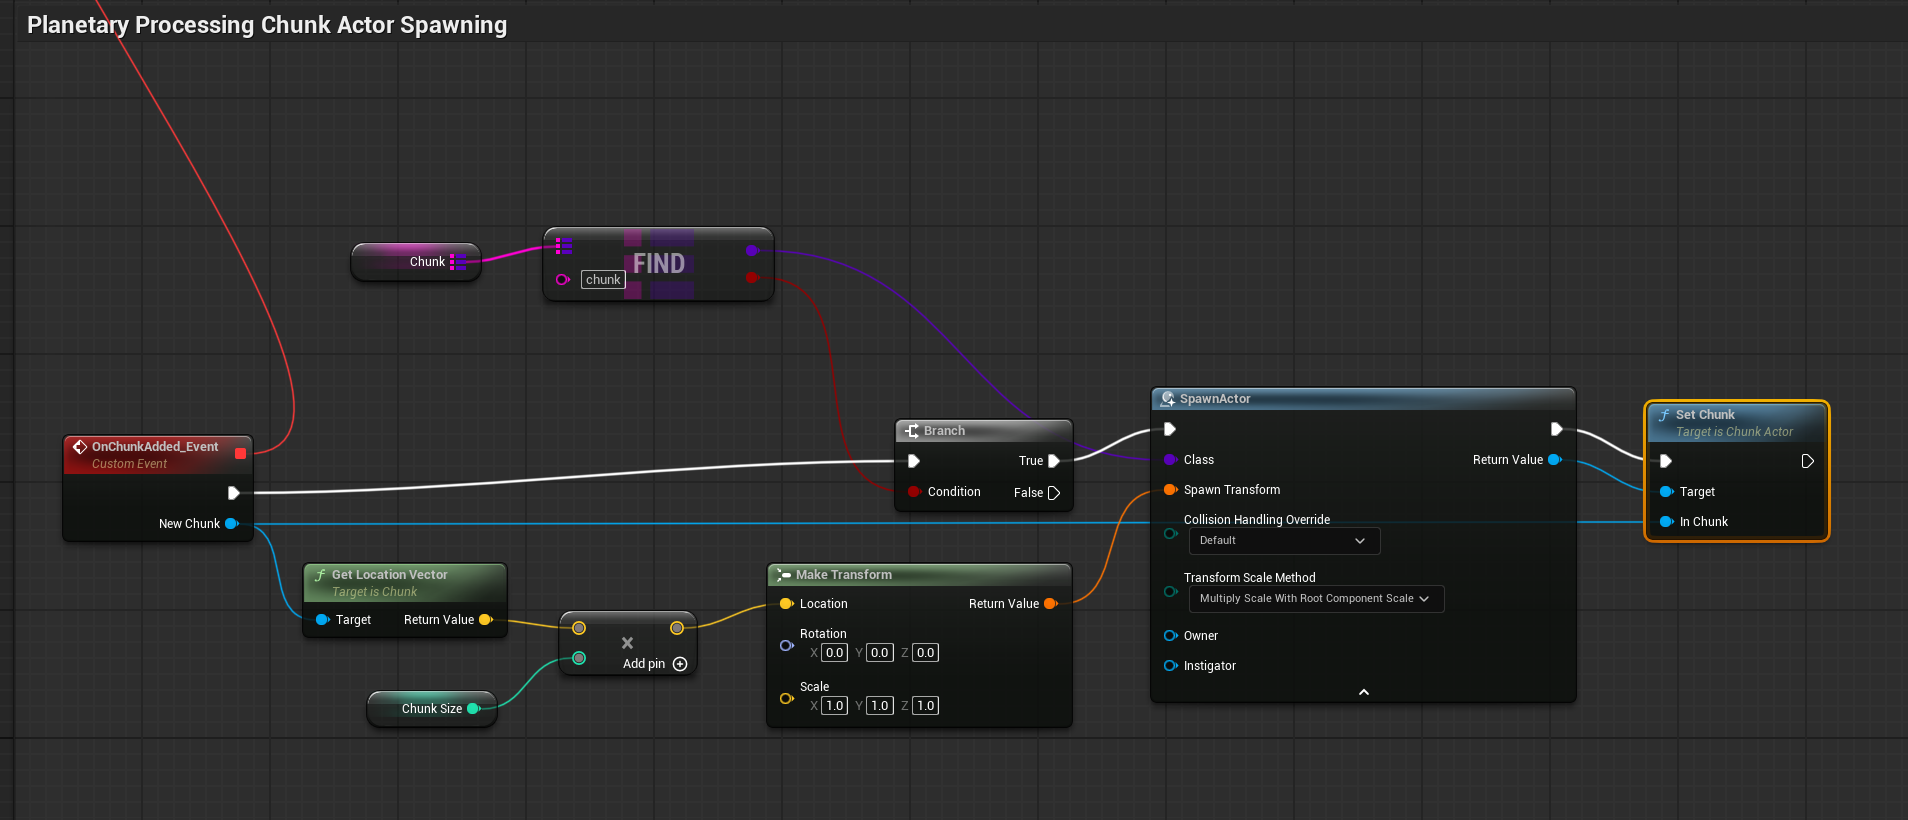 Planetary Processing Chunk Actor Spawning
Chunk
FIND
chunk
OnChunkAdded_Event
Custom Event
New Chunk
Get Location Vector
Target is Chunk
Target
Return Value
Chunk Size
Add pin
Make Transform
Location
Return Value
Rotation
X 0.0 Y 0.0 Z 0.0
Scale
X 1.0 Y 1.0 Z 1.0
Branch
True
Condition
False
SpawnActor
Class
Return Value
Spawn Transform
Collision Handling Override
Default
Transform Scale Method
Multiply Scale With Root Component Scale
Owner
Instigator
Set Chunk
Target is Chunk Actor
Target
In Chunk